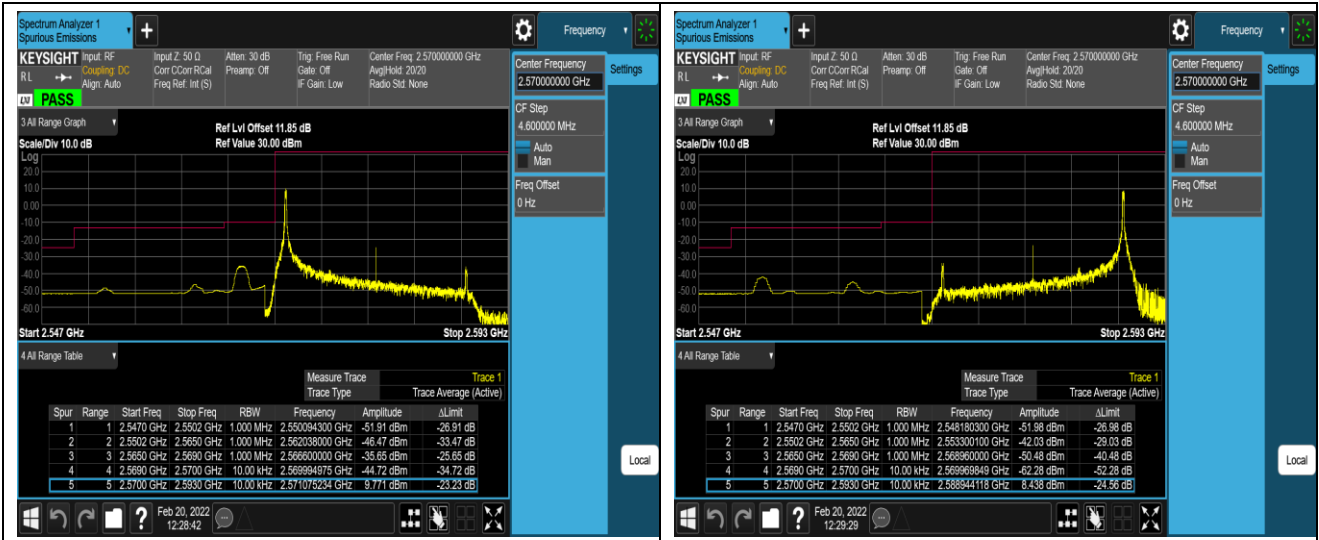 Spectrum Analyzer 1
Spurious Emissions
Frequency
KEYSIGHT Input: RF Input Z: 50 Ω Atten: 30 dB Trig: Free Run Center Freq: 2.570000000 GHz
Coupling: DC Corr CCorr RCal Preamp: Off Gate: Off Avg|Hold: 20/20
RL Align: Auto Freq Ref: Int (S) IF Gain: Low Radio Std: None
LXI PASS
3 All Range Graph
Ref Lvl Offset 11.85 dB
Scale/Div 10.0 dB Ref Value 30.00 dBm
Log
20.0
10.0
0.00
-10.0
-20.0
-30.0
-40.0
-50.0
-60.0
Start 2.547 GHz Stop 2.593 GHz
4 All Range Table
Measure Trace Trace 1
Trace Type Trace Average (Active)
Spur Range Start Freq Stop Freq RBW Frequency Amplitude ΔLimit
1 1 2.5470 GHz 2.5502 GHz 1.000 MHz 2.550094300 GHz -51.91 dBm -26.91 dB
2 2 2.5502 GHz 2.5650 GHz 1.000 MHz 2.562038000 GHz -46.47 dBm -33.47 dB
3 3 2.5650 GHz 2.5690 GHz 1.000 MHz 2.566600000 GHz -35.65 dBm -25.65 dB
4 4 2.5690 GHz 2.5700 GHz 10.00 kHz 2.569994975 GHz -44.72 dBm -34.72 dB
5 5 2.5700 GHz 2.5930 GHz 10.00 kHz 2.571075234 GHz 9.771 dBm -23.23 dB
Center Frequency
2.570000000 GHz
Settings
CF Step
4.600000 MHz
Auto
Man
Freq Offset
0 Hz
Local
?
Feb 20, 2022
12:28:42
Spectrum Analyzer 1
Spurious Emissions
Frequency
KEYSIGHT Input: RF Input Z: 50 Ω Atten: 30 dB Trig: Free Run Center Freq: 2.570000000 GHz
Coupling: DC Corr CCorr RCal Preamp: Off Gate: Off Avg|Hold: 20/20
RL Align: Auto Freq Ref: Int (S) IF Gain: Low Radio Std: None
LXI PASS
3 All Range Graph
Ref Lvl Offset 11.85 dB
Scale/Div 10.0 dB Ref Value 30.00 dBm
Log
20.0
10.0
0.00
-10.0
-20.0
-30.0
-40.0
-50.0
-60.0
Start 2.547 GHz Stop 2.593 GHz
4 All Range Table
Measure Trace Trace 1
Trace Type Trace Average (Active)
Spur Range Start Freq Stop Freq RBW Frequency Amplitude ΔLimit
1 1 2.5470 GHz 2.5502 GHz 1.000 MHz 2.548180300 GHz -51.98 dBm -26.98 dB
2 2 2.5502 GHz 2.5650 GHz 1.000 MHz 2.553300100 GHz -42.03 dBm -29.03 dB
3 3 2.5650 GHz 2.5690 GHz 1.000 MHz 2.568960000 GHz -50.48 dBm -40.48 dB
4 4 2.5690 GHz 2.5700 GHz 10.00 kHz 2.569969849 GHz -62.28 dBm -52.28 dB
5 5 2.5700 GHz 2.5930 GHz 10.00 kHz 2.588944118 GHz 8.438 dBm -24.56 dB
Center Frequency
2.570000000 GHz
Settings
CF Step
4.600000 MHz
Auto
Man
Freq Offset
0 Hz
Local
?
Feb 20, 2022
12:29:29